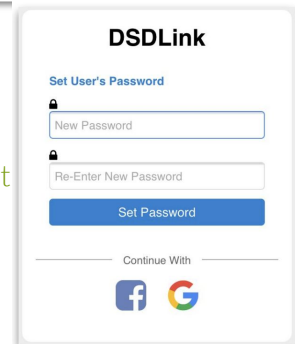 DSDLink
Set User's Password
New Password
t
Re-Enter New Password
Set Password
Continue With